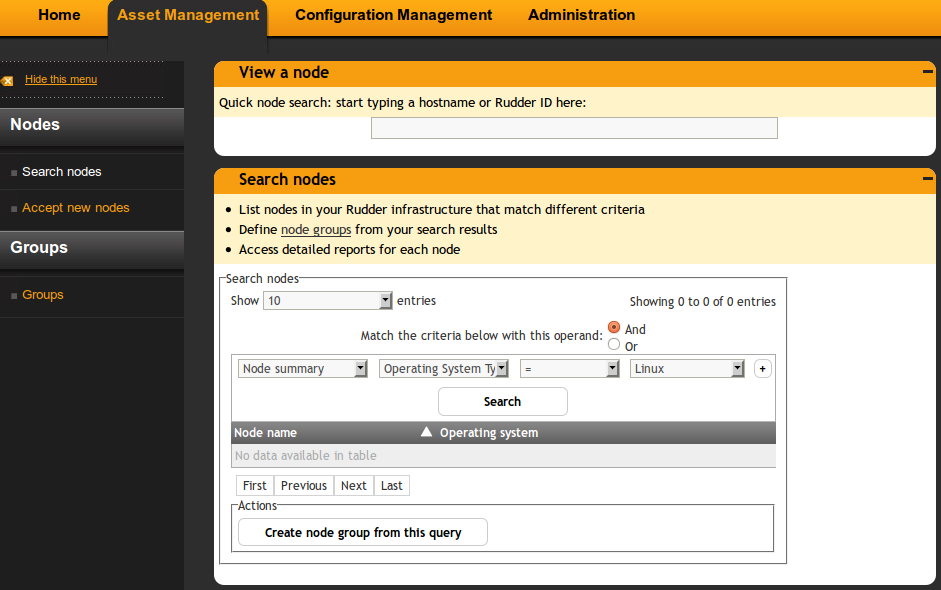 Home Asset Management Configuration Management Administration
Hide this menu
Nodes
Search nodes
Accept new nodes
Groups
Groups
View a node
Quick node search: start typing a hostname or Rudder ID here:
Search nodes
List nodes in your Rudder infrastructure that match different criteria
Define node groups from your search results
Access detailed reports for each node
Search nodes
Show 10 entries Showing 0 to 0 of 0 entries
Match the criteria below with this operand: And
Or
Node summary Operating System Ty = Linux +
Search
Node name Operating system
No data available in table
First Previous Next Last
Actions
Create node group from this query